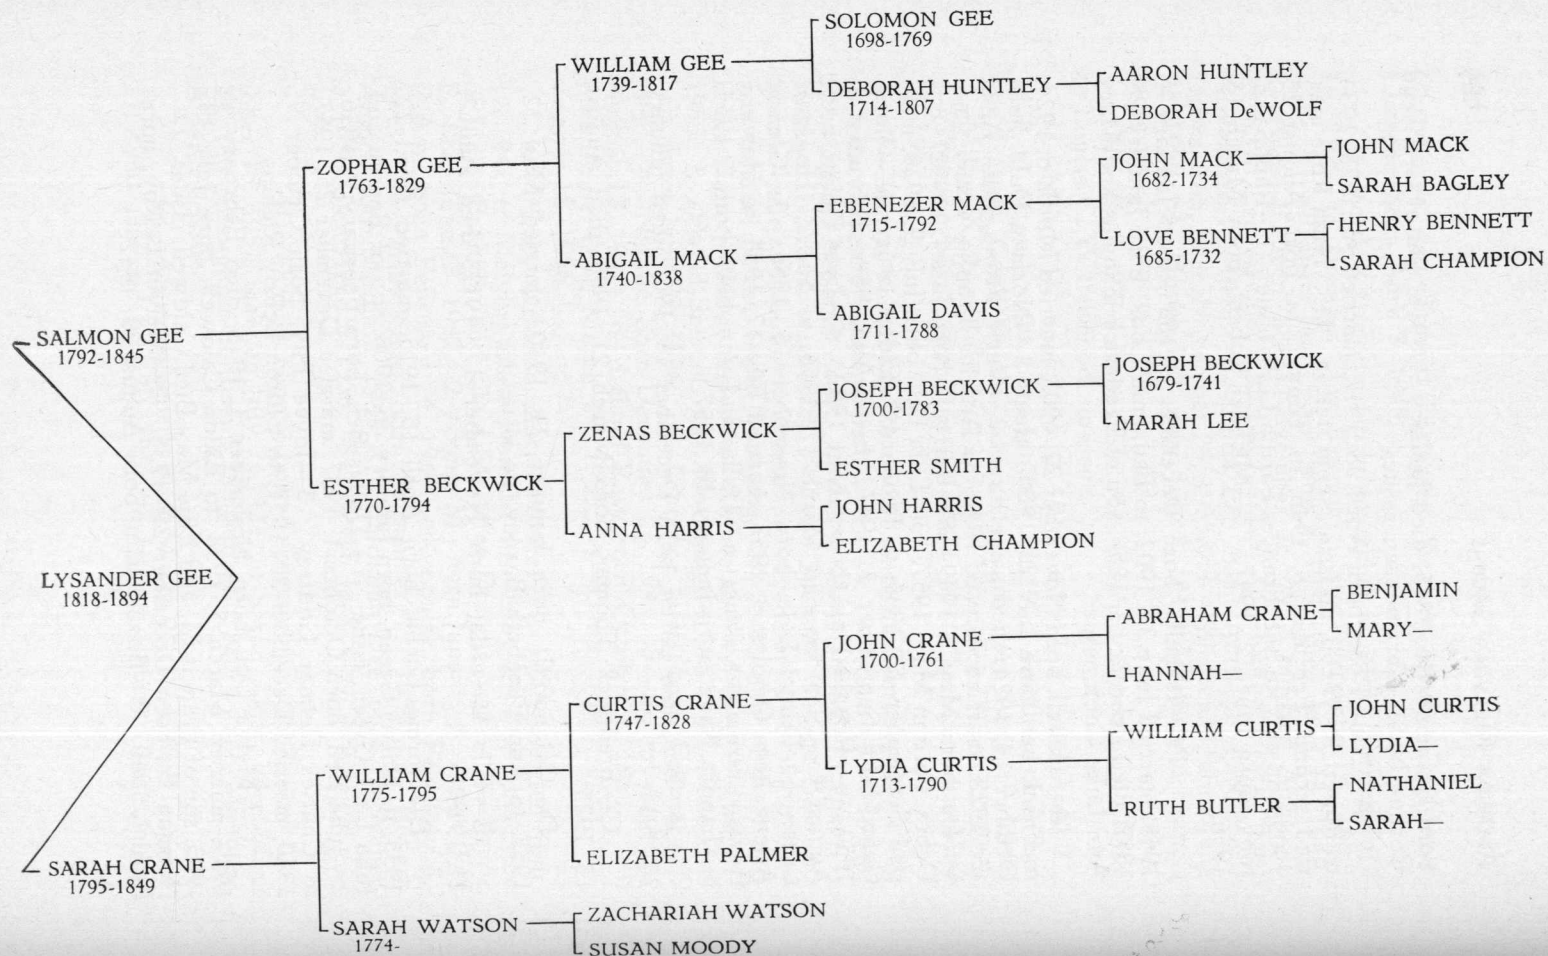 SOLOMON GEE
1698-1769
WILLIAM GEE
1739-1817
DEBORAH HUNTLEY
1714-1807
AARON HUNTLEY
DEBORAH DeWOLF
ZOPHAR GEE
1763-1829
JOHN MACK
1682-1734
JOHN MACK
SARAH BAGLEY
EBENEZER MACK
1715-1792
LOVE BENNETT
1685-1732
HENRY BENNETT
SARAH CHAMPION
ABIGAIL MACK
1740-1838
ABIGAIL DAVIS
1711-1788
SALMON GEE
1792-1845
JOSEPH BECKWICK
1700-1783
JOSEPH BECKWICK
1679-1741
MARAH LEE
ZENAS BECKWICK
ESTHER SMITH
ESTHER BECKWICK
1770-1794
ANNA HARRIS
JOHN HARRIS
ELIZABETH CHAMPION
LYSANDER GEE
1818-1894
ABRAHAM CRANE
BENJAMIN
MARY—
JOHN CRANE
1700-1761
HANNAH—
CURTIS CRANE
1747-1828
WILLIAM CURTIS
JOHN CURTIS
LYDIA—
LYDIA CURTIS
1713-1790
RUTH BUTLER
NATHANIEL
SARAH—
WILLIAM CRANE
1775-1795
ELIZABETH PALMER
SARAH CRANE
1795-1849
SARAH WATSON
1774-
ZACHARIAH WATSON
SUSAN MOODY